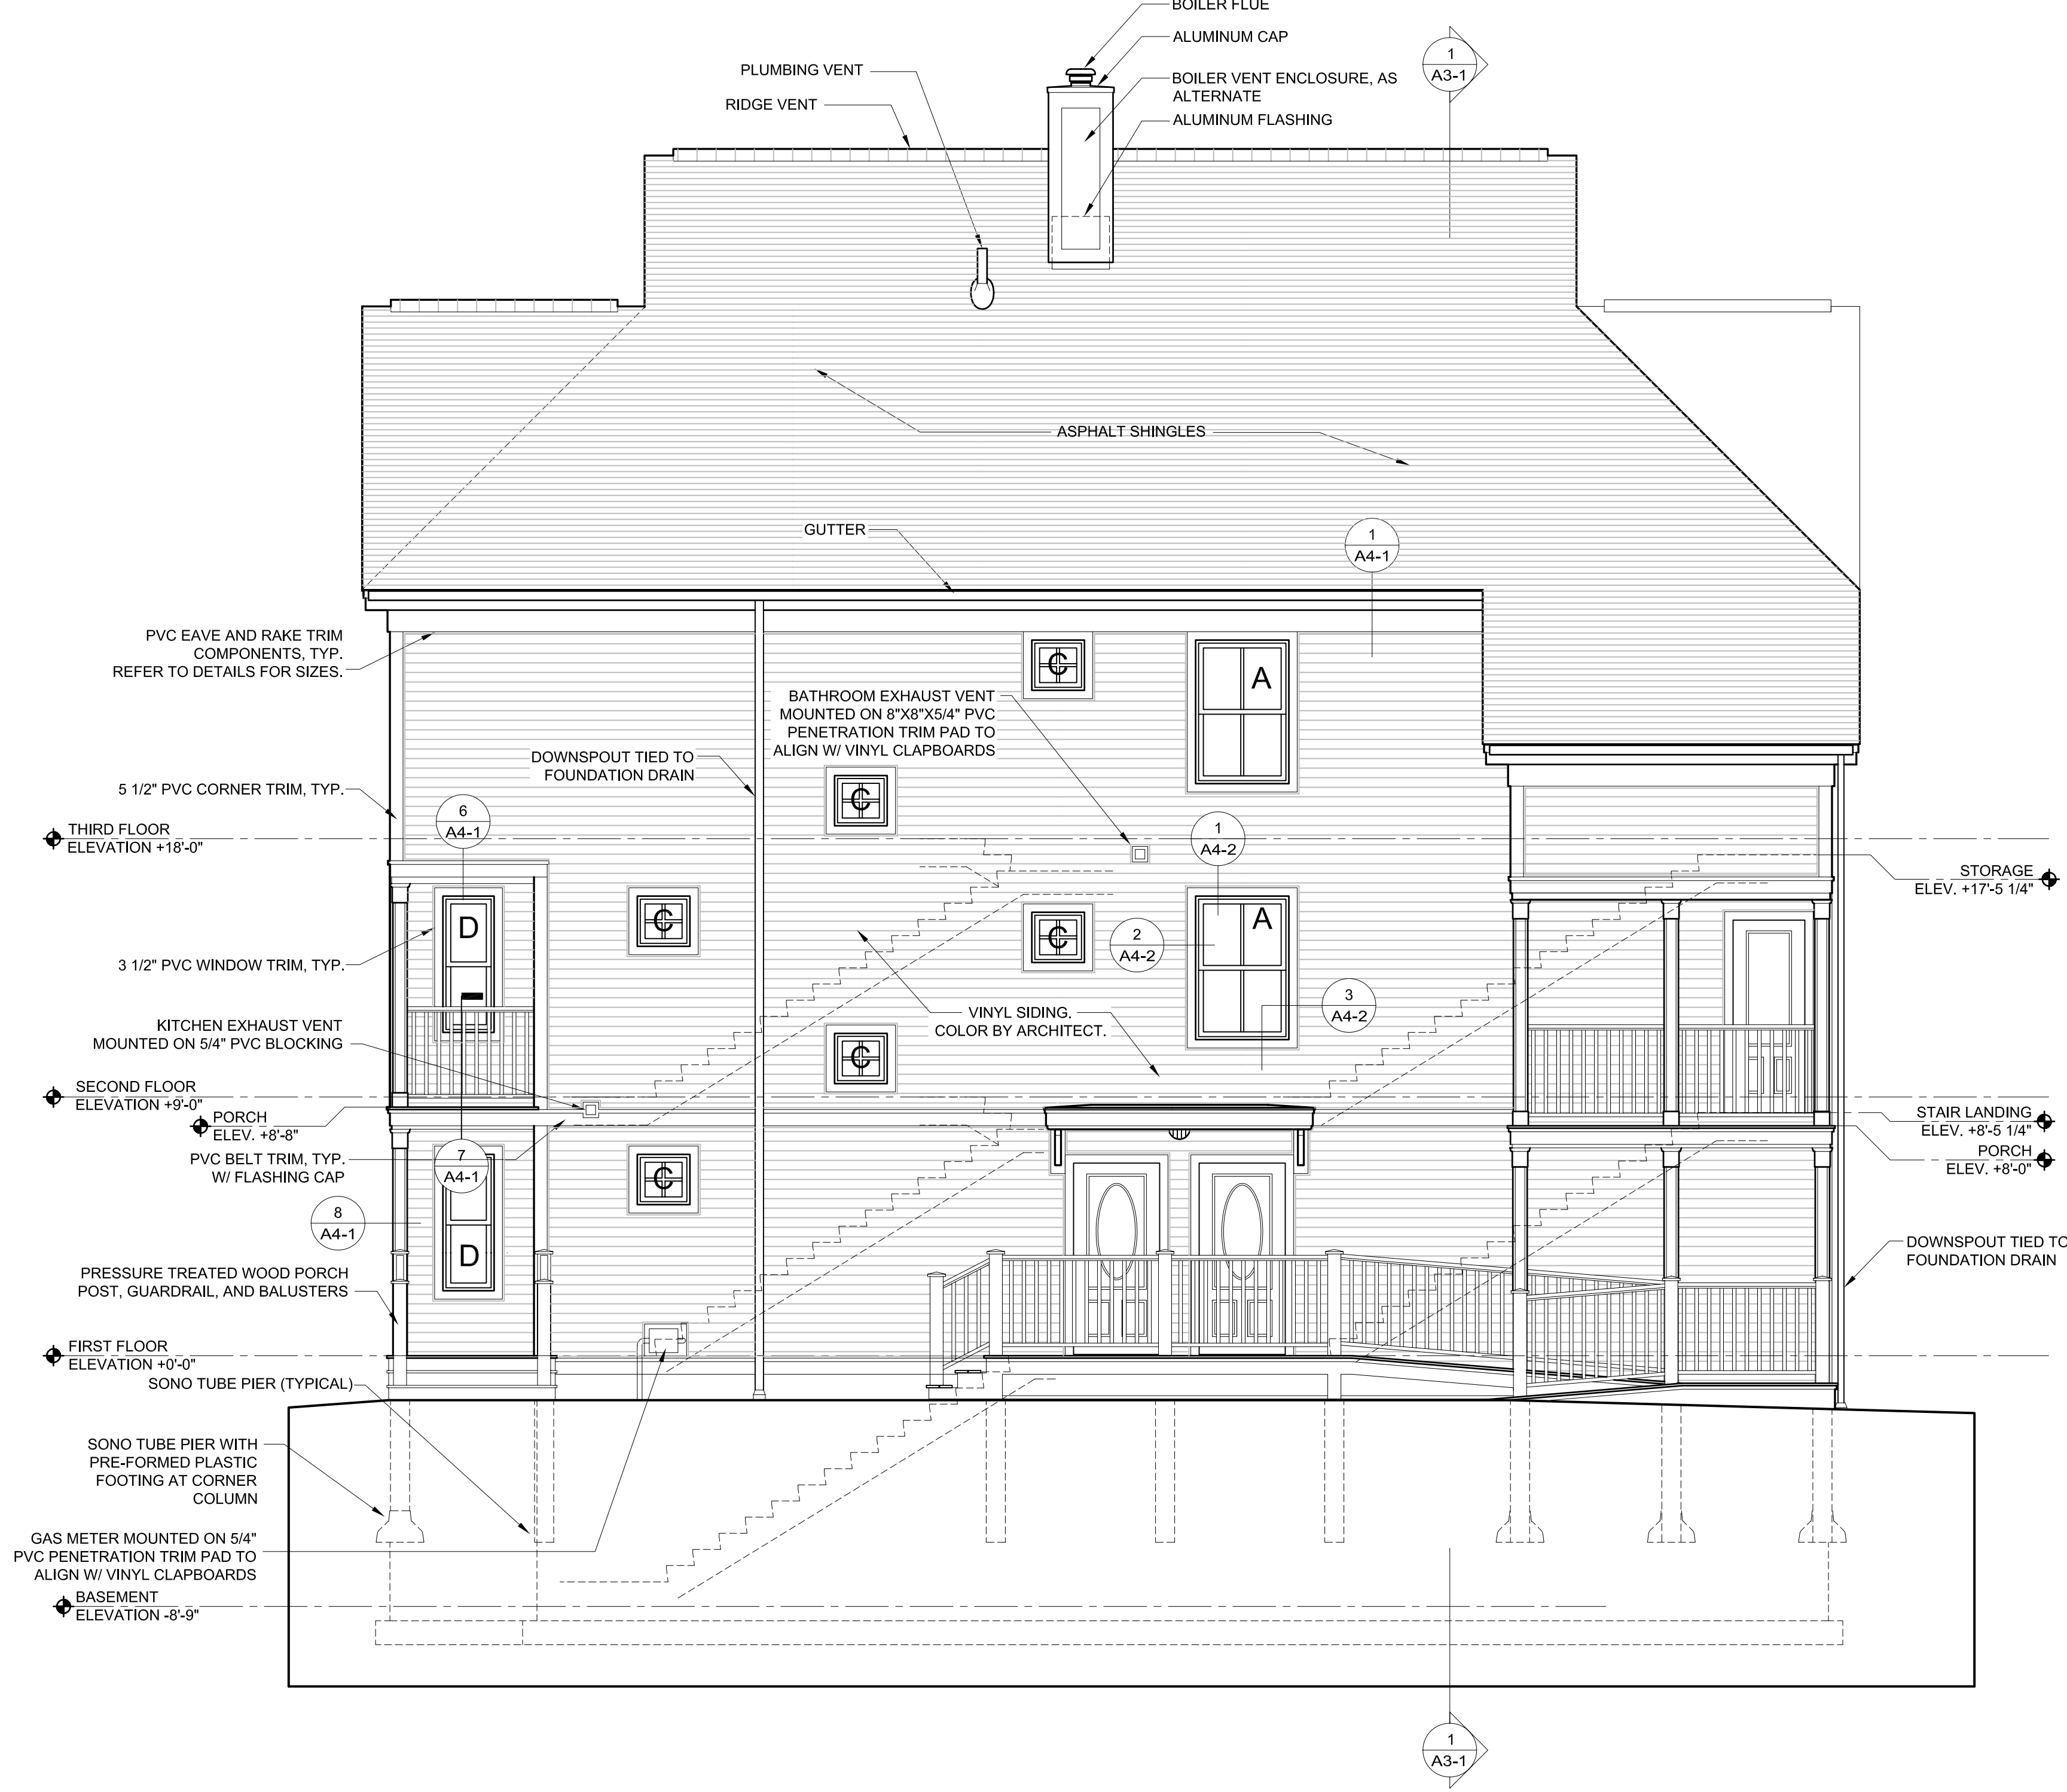 BOILER FLUE
ALUMINUM CAP
1
A3-1
PLUMBING VENT
BOILER VENT ENCLOSURE, AS
ALTERNATE
RIDGE VENT
ALUMINUM FLASHING
ASPHALT SHINGLES
GUTTER
1
A4-1
PVC EAVE AND RAKE TRIM
COMPONENTS, TYP.
REFER TO DETAILS FOR SIZES.
C
A
BATHROOM EXHAUST VENT
MOUNTED ON 8"X8"X5/4" PVC
PENETRATION TRIM PAD TO
ALIGN W/ VINYL CLAPBOARDS
DOWNSPOUT TIED TO
FOUNDATION DRAIN
5 1/2" PVC CORNER TRIM, TYP.
C
6
A4-1
1
A4-2
THIRD FLOOR
ELEVATION +18'-0"
STORAGE
ELEV. +17'-5 1/4"
D
C
C
A
2
A4-2
3 1/2" PVC WINDOW TRIM, TYP.
3
A4-2
VINYL SIDING.
COLOR BY ARCHITECT.
KITCHEN EXHAUST VENT
MOUNTED ON 5/4" PVC BLOCKING
C
SECOND FLOOR
ELEVATION +9'-0"
PORCH
ELEV. +8'-8"
STAIR LANDING
ELEV. +8'-5 1/4"
PORCH
ELEV. +8'-0"
PVC BELT TRIM, TYP.
W/ FLASHING CAP
7
A4-1
C
8
A4-1
D
DOWNSPOUT TIED TO
FOUNDATION DRAIN
PRESSURE TREATED WOOD PORCH
POST, GUARDRAIL, AND BALUSTERS
FIRST FLOOR
ELEVATION +0'-0"
SONO TUBE PIER (TYPICAL)
SONO TUBE PIER WITH
PRE-FORMED PLASTIC
FOOTING AT CORNER
COLUMN
GAS METER MOUNTED ON 5/4"
PVC PENETRATION TRIM PAD TO
ALIGN W/ VINYL CLAPBOARDS
BASEMENT
ELEVATION -8'-9"
1
A3-1